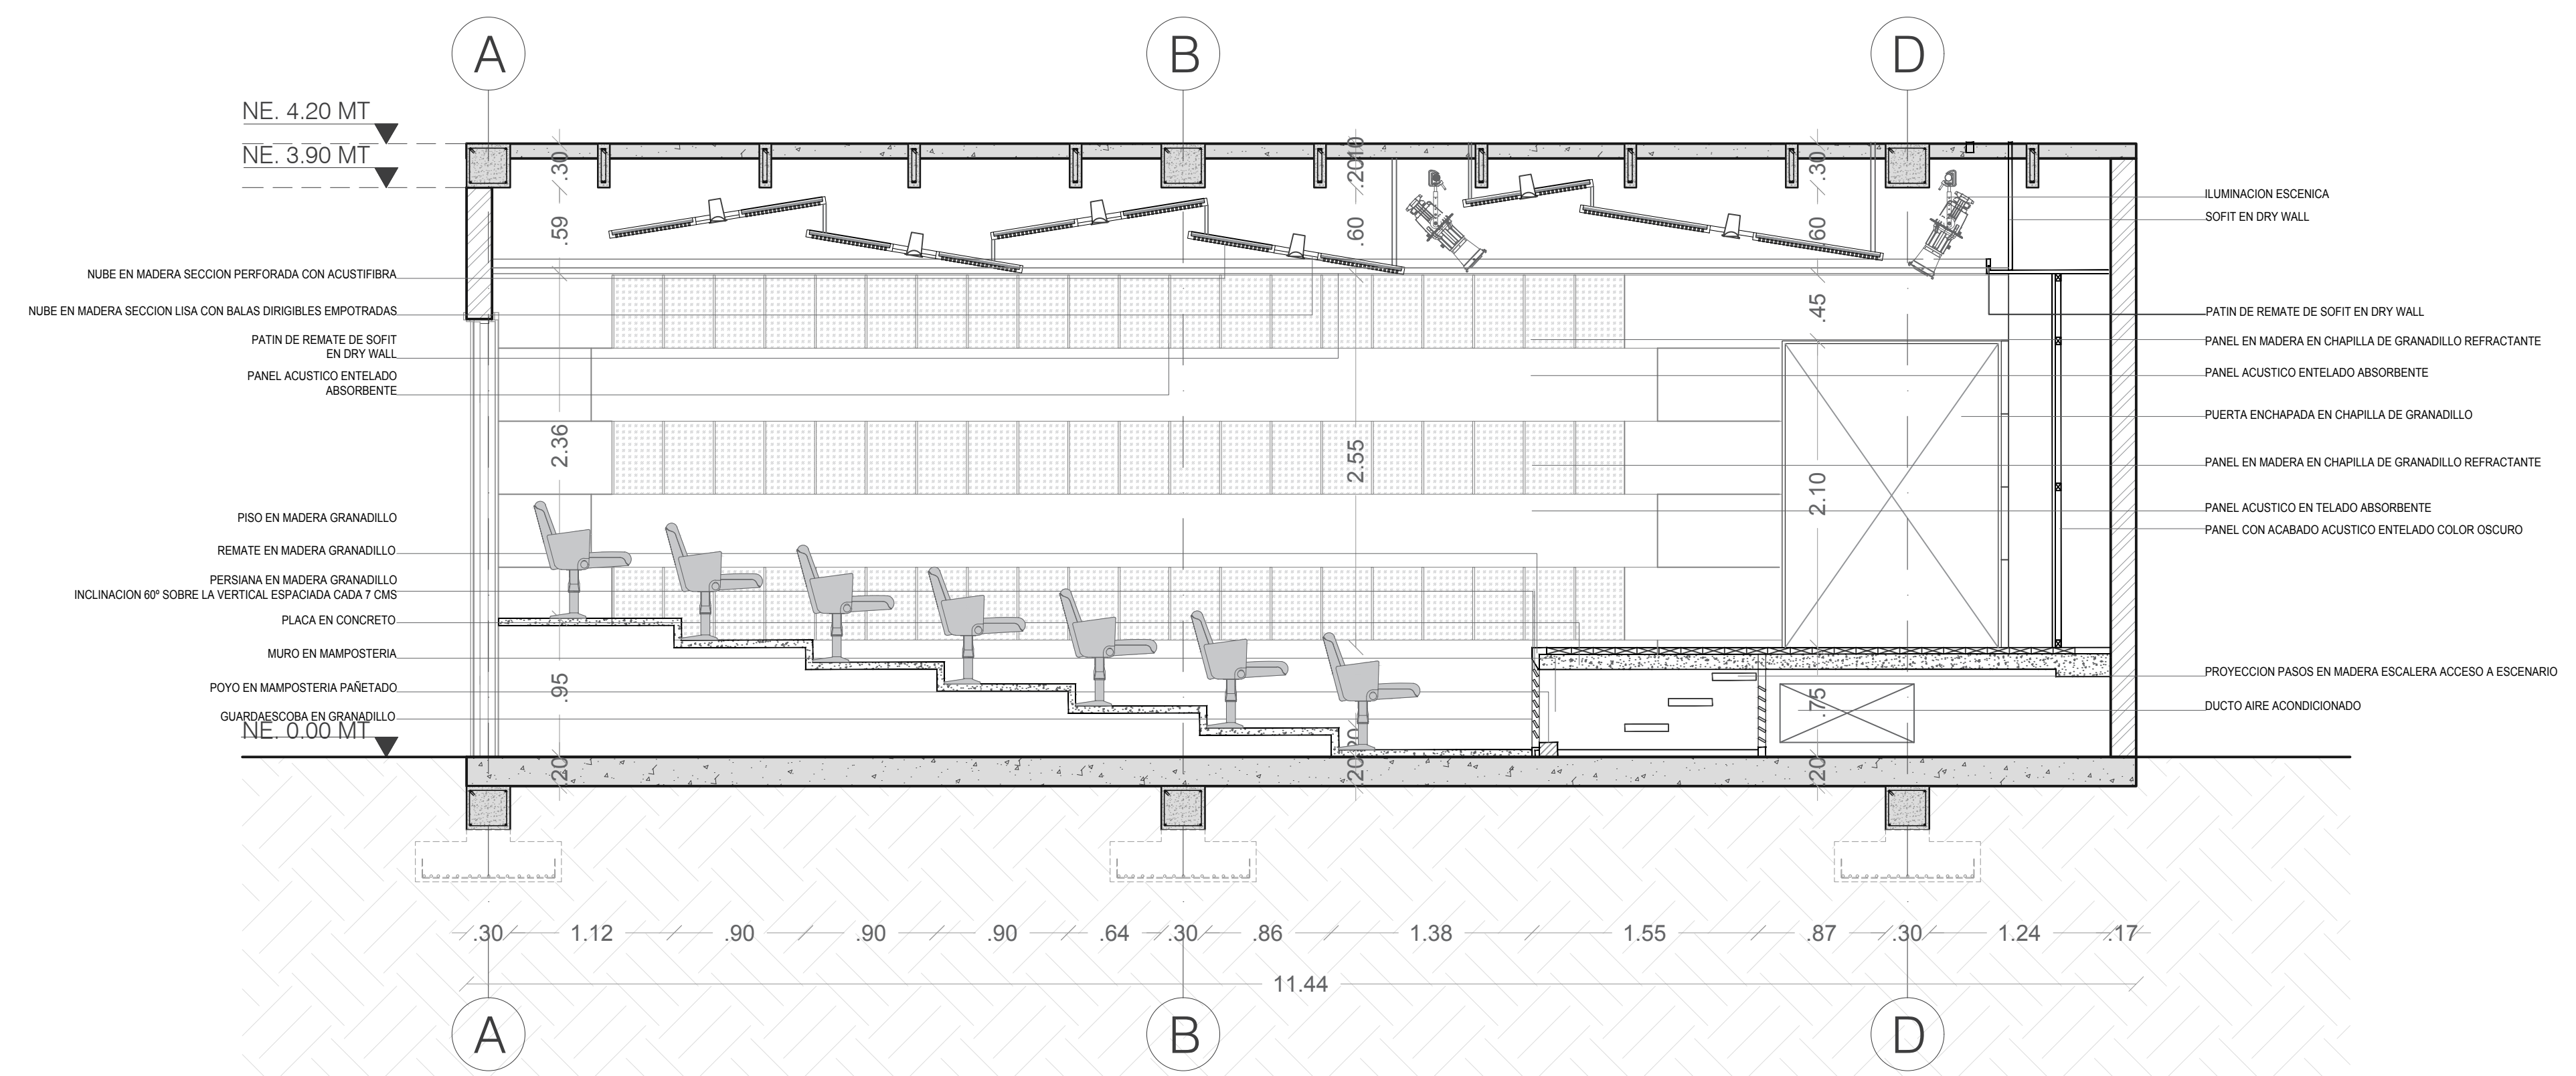 A
B
D
NE. 4.20 MT
NE. 3.90 MT
.30
.2010
.30
.59
.60
.60
ILUMINACION ESCENICA
SOFIT EN DRY WALL
NUBE EN MADERA SECCION PERFORADA CON ACUSTIFIBRA
NUBE EN MADERA SECCION LISA CON BALAS DIRIGIBLES EMPOTRADAS
PATIN DE REMATE DE SOFIT
EN DRY WALL
PANEL ACUSTICO ENTELADO
ABSORBENTE
.45
PATIN DE REMATE DE SOFIT EN DRY WALL
PANEL EN MADERA EN CHAPILLA DE GRANADILLO REFRACTANTE
PANEL ACUSTICO ENTELADO ABSORBENTE
PUERTA ENCHAPADA EN CHAPILLA DE GRANADILLO
PANEL EN MADERA EN CHAPILLA DE GRANADILLO REFRACTANTE
PANEL ACUSTICO EN TELADO ABSORBENTE
PANEL CON ACABADO ACUSTICO ENTELADO COLOR OSCURO
2.36
2.55
2.10
PISO EN MADERA GRANADILLO
REMATE EN MADERA GRANADILLO
PERSIANA EN MADERA GRANADILLO
INCLINACION 60º SOBRE LA VERTICAL ESPACIADA CADA 7 CMS
PLACA EN CONCRETO
MURO EN MAMPOSTERIA
POYO EN MAMPOSTERIA PAÑETADO
GUARDAESCOBA EN GRANADILLO
NE. 0.00 MT
.95
.75
PROYECCION PASOS EN MADERA ESCALERA ACCESO A ESCENARIO
DUCTO AIRE ACONDICIONADO
.20
.20
.20
.30 1.12 .90 .90 .90 .64 .30 .86 1.38 1.55 .87 .30 1.24 .17
11.44
A
B
D